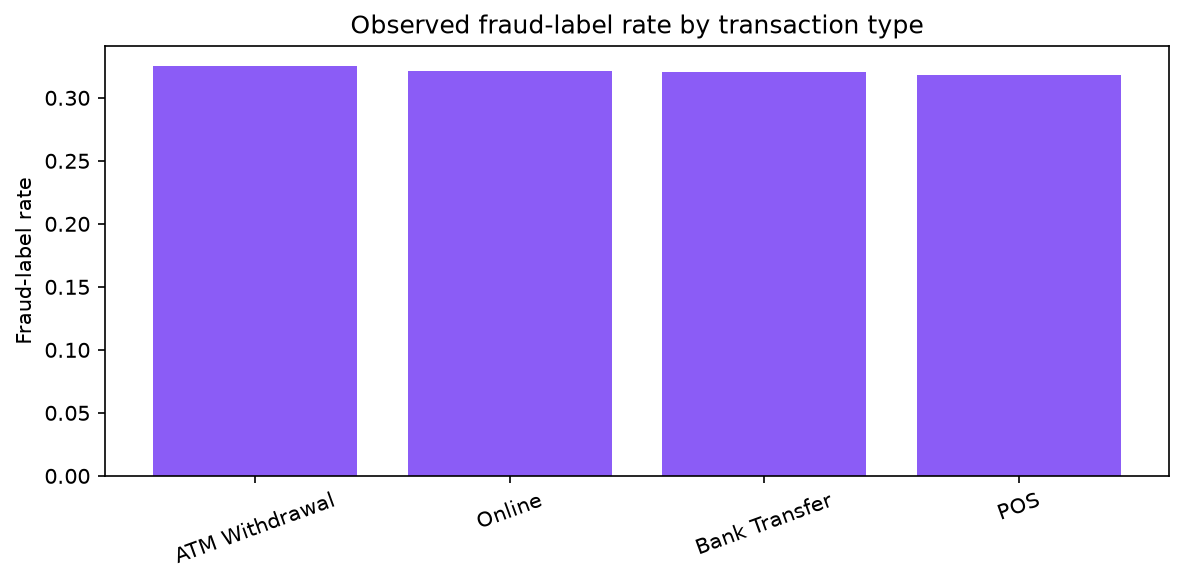 Observed fraud-label rate by transaction type
Fraud-label rate
0.30
0.25
0.20
0.15
0.10
0.05
0.00
ATM Withdrawal
Online
Bank Transfer
POS